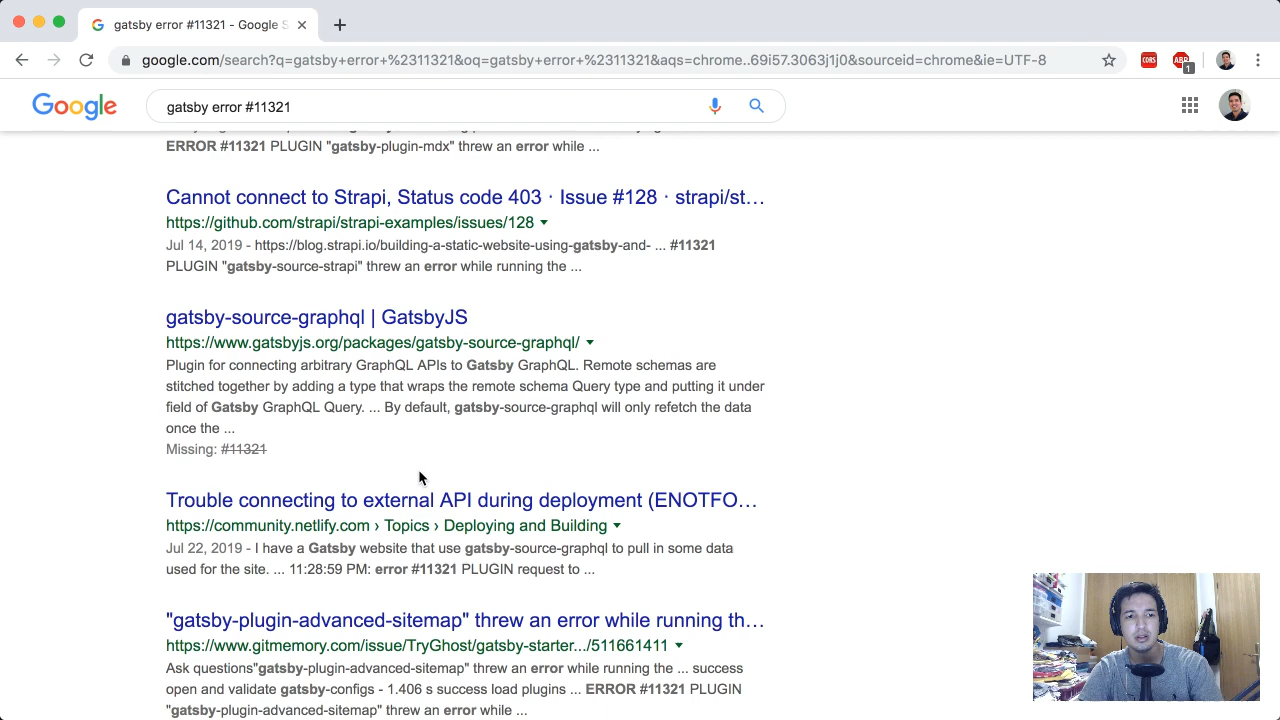 gatsby error #11321 - Google S
google.com/search?q=gatsby+error+%2311321&oq=gatsby+error+%2311321&aqs=chrome..69i57.3063j1j0&sourceid=chrome&ie=UTF-8
CORS
ABP
1
Google
gatsby error #11321
ERROR #11321 PLUGIN "gatsby-plugin-mdx" threw an error while ...
Cannot connect to Strapi, Status code 403 · Issue #128 · strapi/st...
https://github.com/strapi/strapi-examples/issues/128
Jul 14, 2019 - https://blog.strapi.io/building-a-static-website-using-gatsby-and- ... #11321
PLUGIN "gatsby-source-strapi" threw an error while running the ...
gatsby-source-graphql | GatsbyJS
https://www.gatsbyjs.org/packages/gatsby-source-graphql/
Plugin for connecting arbitrary GraphQL APIs to Gatsby GraphQL. Remote schemas are
stitched together by adding a type that wraps the remote schema Query type and putting it under
field of Gatsby GraphQL Query. ... By default, gatsby-source-graphql will only refetch the data
once the ...
Missing: #11321
Trouble connecting to external API during deployment (ENOTFO...
https://community.netlify.com › Topics › Deploying and Building
Jul 22, 2019 - I have a Gatsby website that use gatsby-source-graphql to pull in some data
used for the site. ... 11:28:59 PM: error #11321 PLUGIN request to ...
"gatsby-plugin-advanced-sitemap" threw an error while running th...
https://www.gitmemory.com/issue/TryGhost/gatsby-starter.../511661411
Ask questions"gatsby-plugin-advanced-sitemap" threw an error while running the ... success
open and validate gatsby-configs - 1.406 s success load plugins ... ERROR #11321 PLUGIN
"gatsby-plugin-advanced-sitemap" threw an error while ...